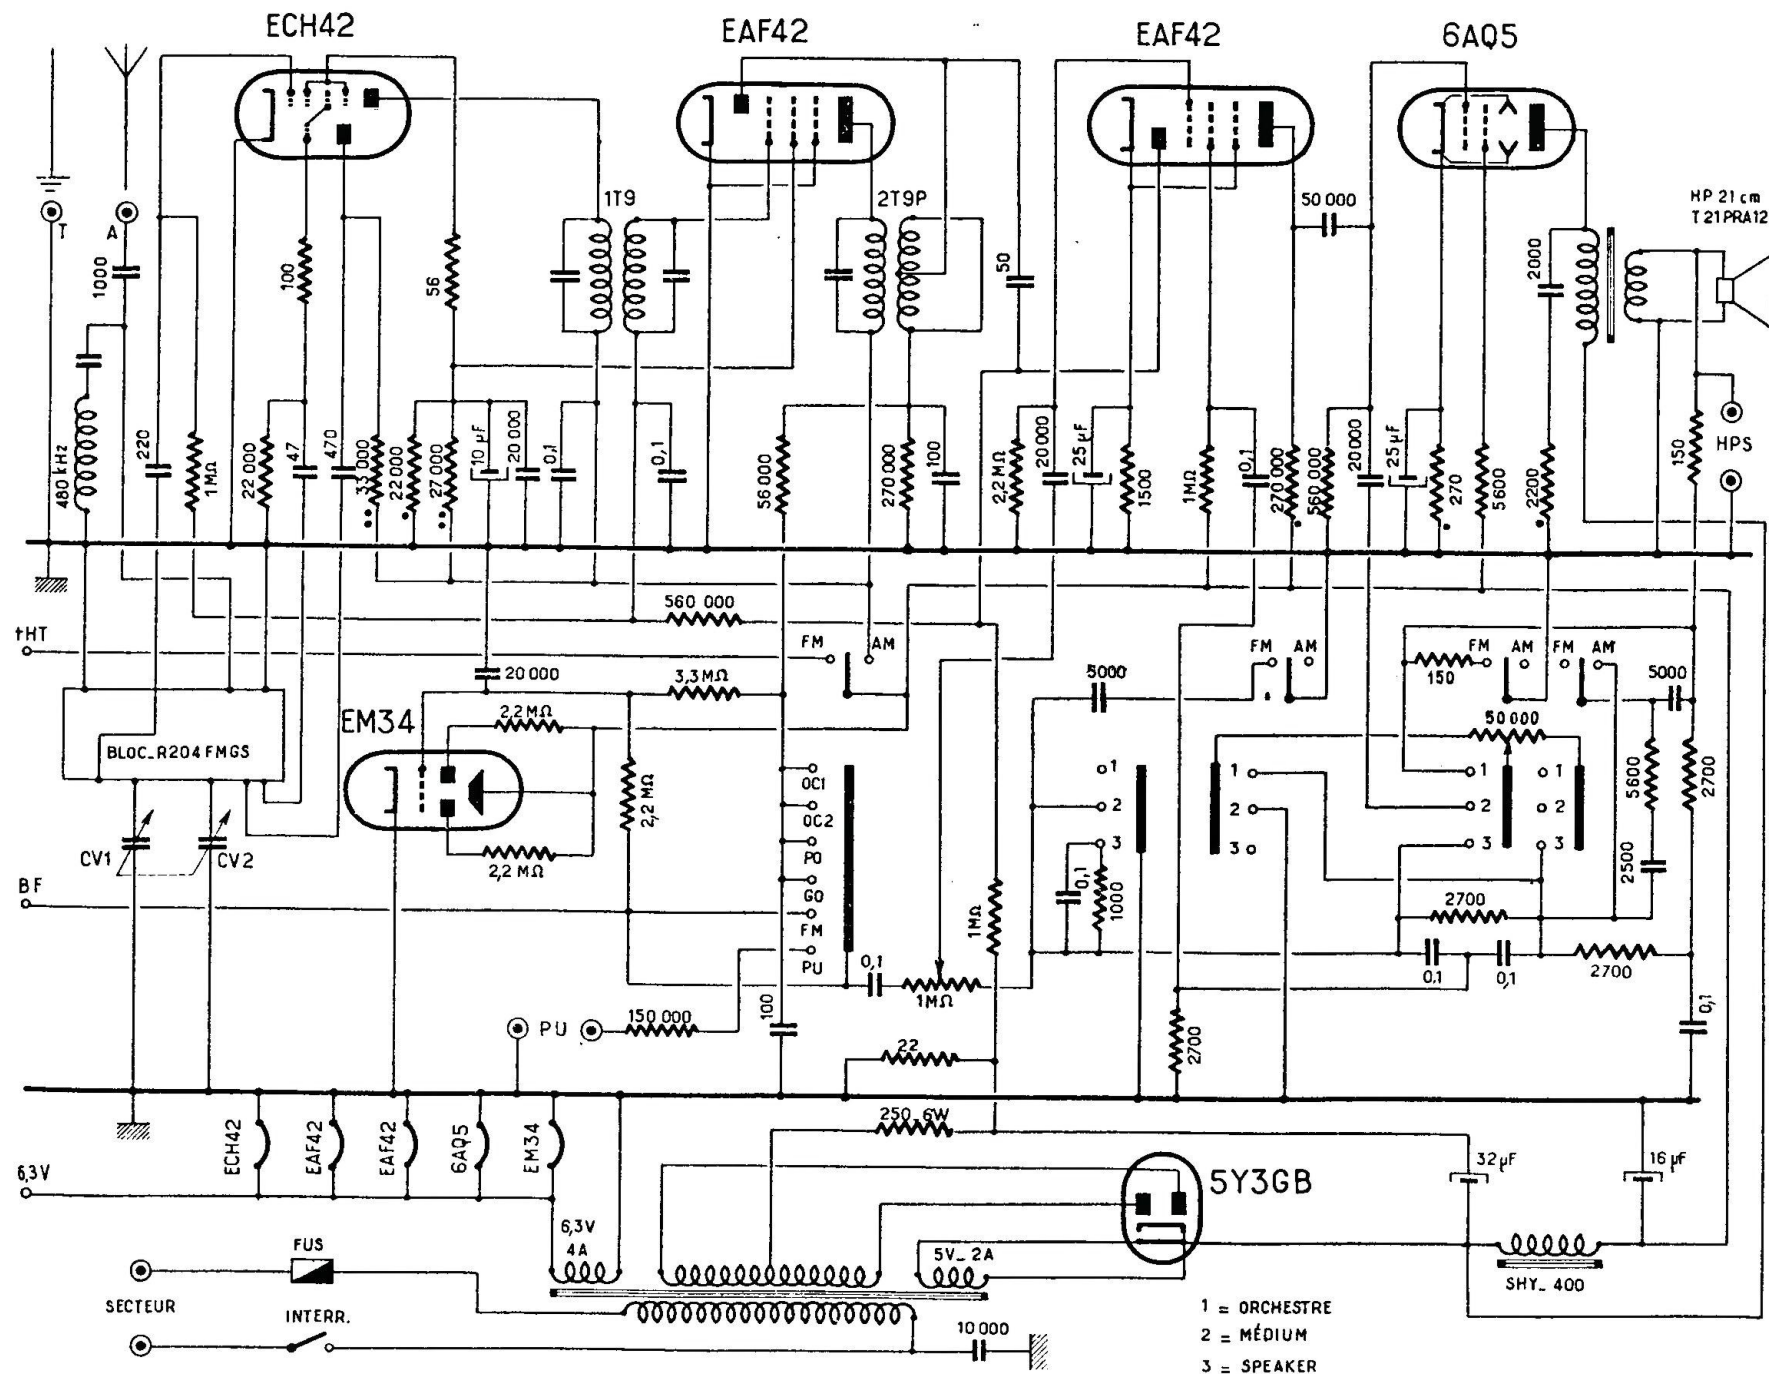 ECH42
EAF42
EAF42
6AQ5
HP 21 cm
T 21 PRA12
T
A
1T9
2T9P
50 000
1000
100
56
50
2000
480 kHz
220
1MΩ
22 000
47
470
33 000
22 000
27 000
10 µF
20 000
0,1
0,1
56 000
270 000
100
2,2 MΩ
20 000
25 µF
1500
1MΩ
0,1
270 000
560 000
20 000
25 µF
270
5600
2200
150
HPS
+HT
560 000
FM
AM
FM
AM
FM
AM
FM
AM
20 000
3,3 MΩ
5000
150
5000
EM34
2,2 MΩ
50 000
BLOC_R204 FMGS
2,2 MΩ
OC1
OC2
PO
GO
FM
PU
1
2
3
1
2
3
1
2
3
1
2
3
5600
2700
CV1
CV2
2,2 MΩ
2500
BF
0,1
1000
2700
1MΩ
0,1
1MΩ
0,1
0,1
2700
PU
150 000
100
22
2700
0,1
250_6W
ECH42
EAF42
EAF42
6AQ5
EM34
6,3V
32 µF
16 µF
5Y3GB
6,3V
4A
5V_ 2A
FUS
SHY_ 400
SECTEUR
INTERR.
10 000
1 = ORCHESTRE
2 = MÉDIUM
3 = SPEAKER